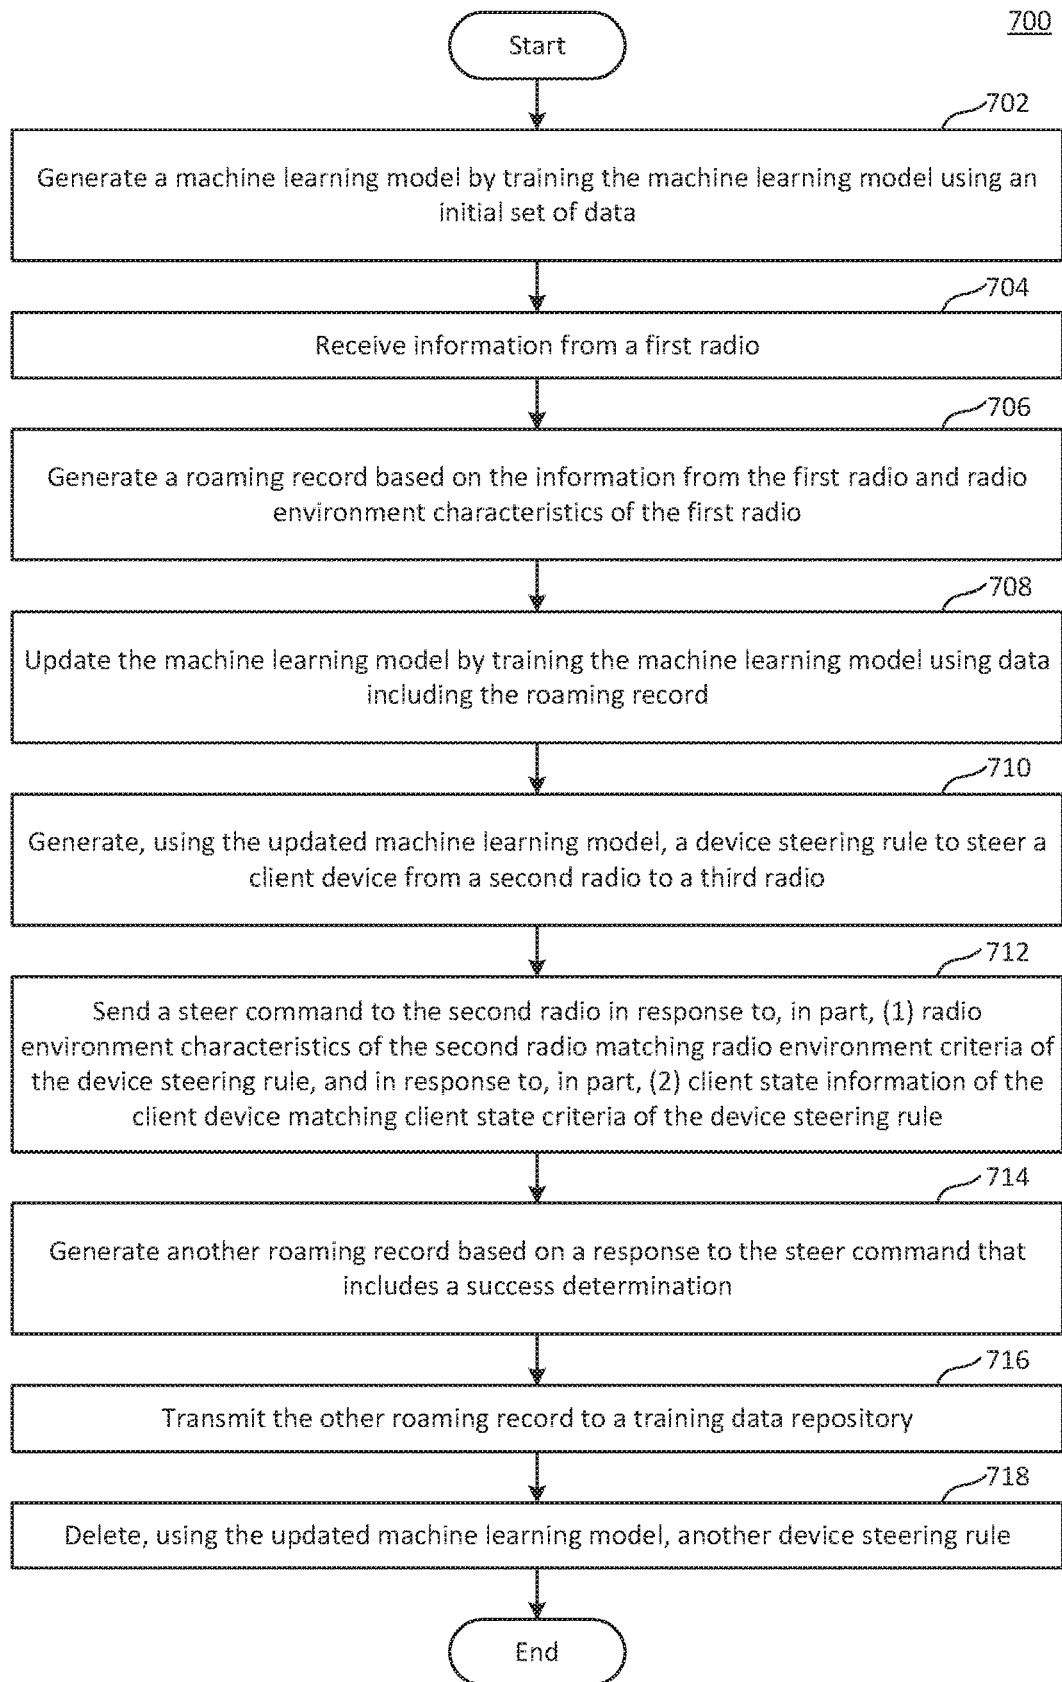 700
Start
702
Generate a machine learning model by training the machine learning model using an
initial set of data
704
Receive information from a first radio
706
Generate a roaming record based on the information from the first radio and radio
environment characteristics of the first radio
708
Update the machine learning model by training the machine learning model using data
including the roaming record
710
Generate, using the updated machine learning model, a device steering rule to steer a
client device from a second radio to a third radio
712
Send a steer command to the second radio in response to, in part, (1) radio
environment characteristics of the second radio matching radio environment criteria of
the device steering rule, and in response to, in part, (2) client state information of the
client device matching client state criteria of the device steering rule
714
Generate another roaming record based on a response to the steer command that
includes a success determination
716
Transmit the other roaming record to a training data repository
718
Delete, using the updated machine learning model, another device steering rule
End